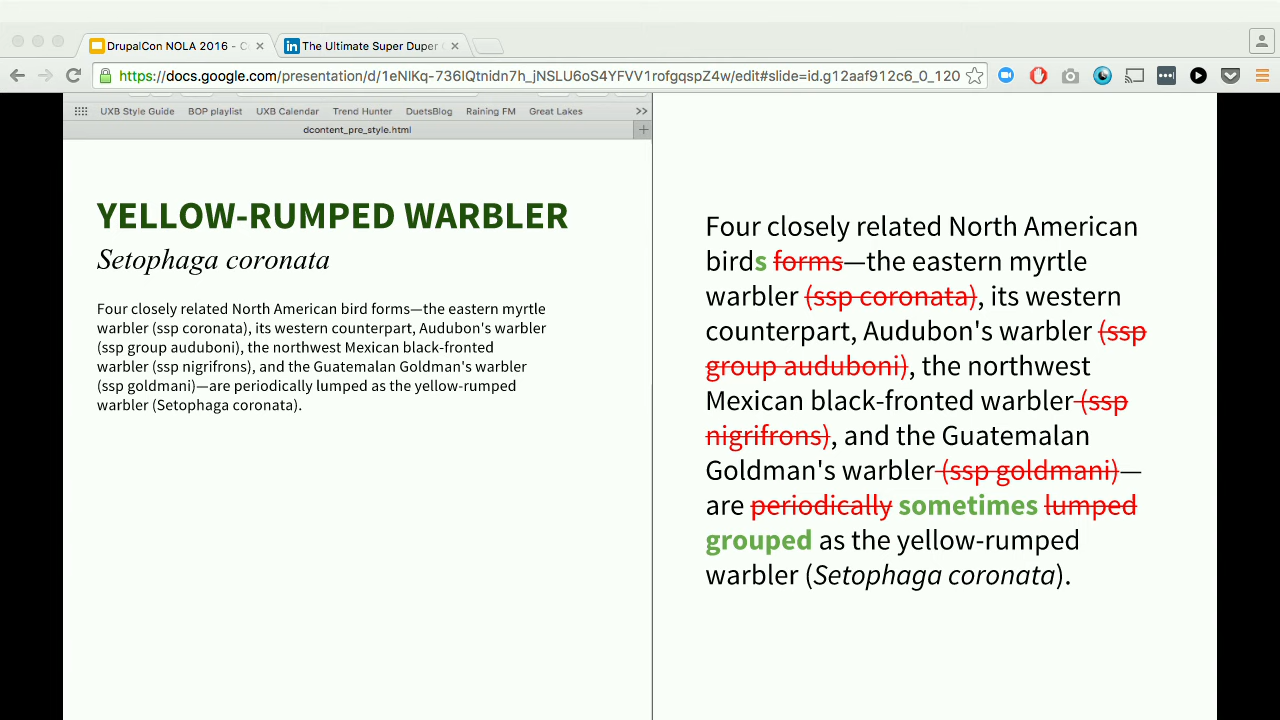 DrupalCon NOLA 2016 - C
The Ultimate Super Duper
https://docs.google.com/presentation/d/1eNIKq-736IQtnidn7h_jNSLU6oS4YFVV1rofgqspZ4w/edit#slide=id.g12aaf912c6_0_120
UXB Style Guide BOP playlist UXB Calendar Trend Hunter DuetsBlog Raining FM Great Lakes >>
dcontent_pre_style.html +
YELLOW-RUMPED WARBLER
Setophaga coronata
Four closely related North American bird forms—the eastern myrtle
warbler (ssp coronata), its western counterpart, Audubon's warbler
(ssp group auduboni), the northwest Mexican black-fronted
warbler (ssp nigrifrons), and the Guatemalan Goldman's warbler
(ssp goldmani)—are periodically lumped as the yellow-rumped
warbler (Setophaga coronata).
Four closely related North American
birds forms—the eastern myrtle
warbler (ssp coronata), its western
counterpart, Audubon's warbler (ssp
group auduboni), the northwest
Mexican black-fronted warbler (ssp
nigrifrons), and the Guatemalan
Goldman's warbler (ssp goldmani)—
are periodically sometimes lumped
grouped as the yellow-rumped
warbler (Setophaga coronata).